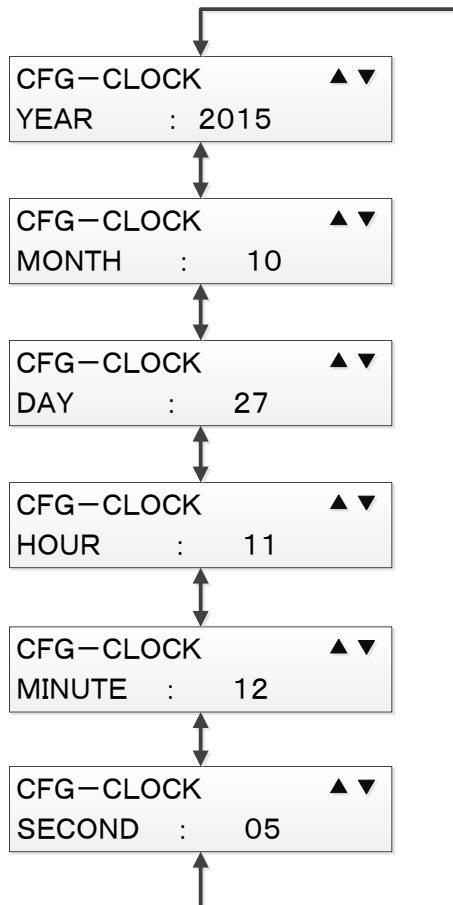 CFG－CLOCK ▲ ▼
YEAR : 2015
CFG－CLOCK ▲ ▼
MONTH : 10
CFG－CLOCK ▲ ▼
DAY : 27
CFG－CLOCK ▲ ▼
HOUR : 11
CFG－CLOCK ▲ ▼
MINUTE : 12
CFG－CLOCK ▲ ▼
SECOND : 05